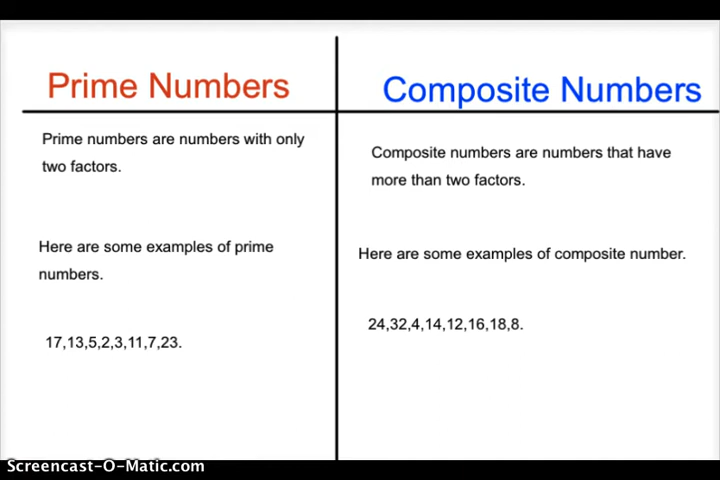 Prime Numbers
Prime numbers are numbers with only
two factors.
Here are some examples of prime
numbers.
17,13,5,2,3,11,7,23.
Composite Numbers
Composite numbers are numbers that have
more than two factors.
Here are some examples of composite number.
24,32,4,14,12,16,18,8.
Screencast-O-Matic.com